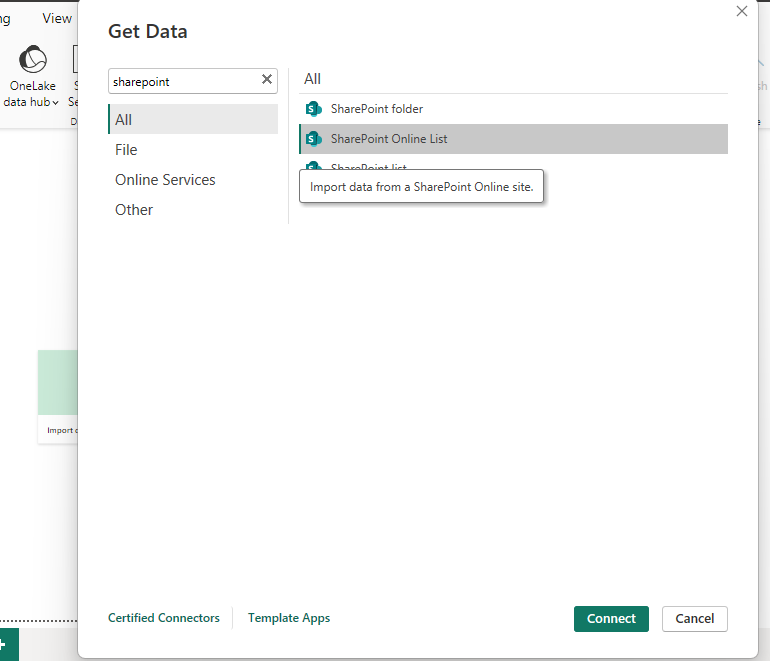 ng
View
Get Data
OneLake
data hub
sharepoint
All
File
Online Services
Other
All
SharePoint folder
SharePoint Online List
SharePoint list
Import data from a SharePoint Online site.
Import
Certified Connectors
Template Apps
Connect
Cancel